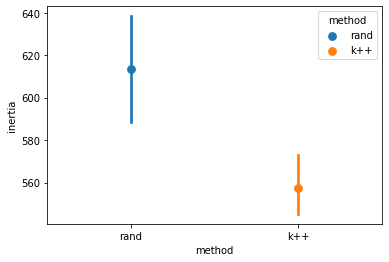 640
620
600
580
560
inertia
method
rand
k++
rand
k++
method